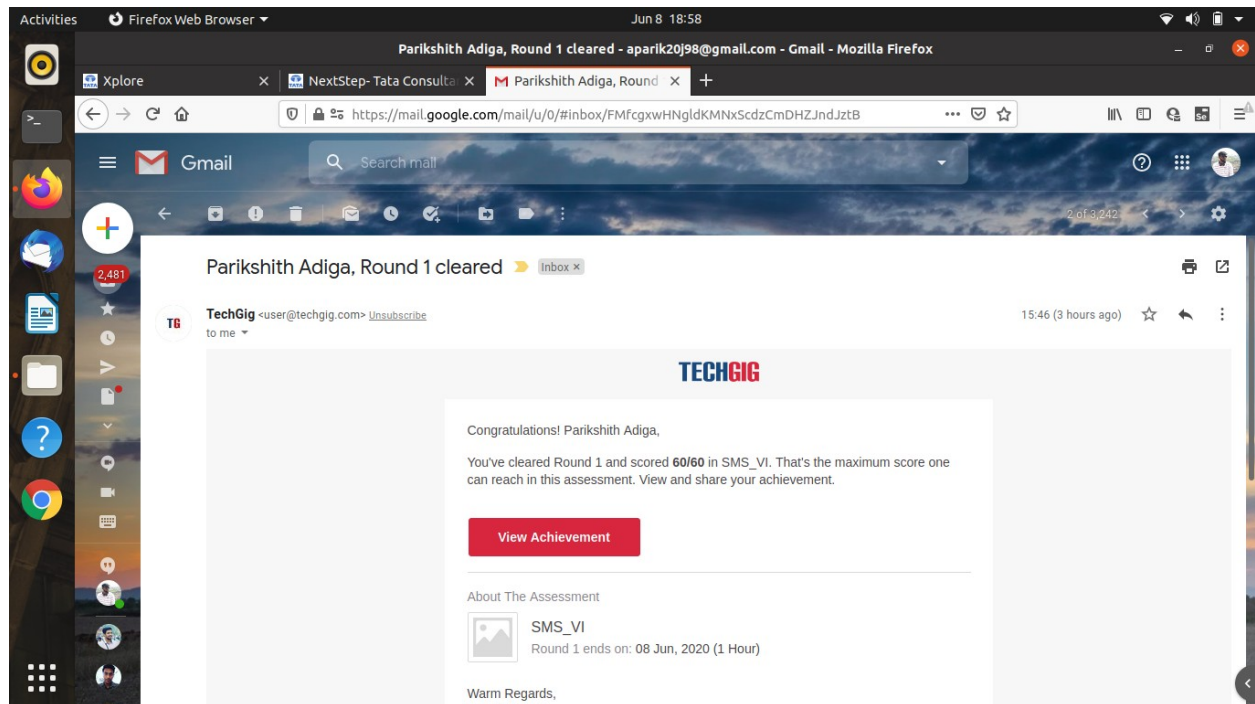 Activities Firefox Web Browser Jun 8 18:58
Parikshith Adiga, Round 1 cleared - aparik20j98@gmail.com - Gmail - Mozilla Firefox
TATA Xplore TATA NextStep- Tata Consulta Parikshith Adiga, Round
https://mail.google.com/mail/u/0/#inbox/FMfcgxwHNgldKMNxScdzCmDHZJndJztB
Se
Gmail Search mail
2 of 3,242
Parikshith Adiga, Round 1 cleared Inbox ×
2,481
TG TechGig <user@techgig.com> Unsubscribe 15:46 (3 hours ago)
to me
TECHGIG
Congratulations! Parikshith Adiga,
You've cleared Round 1 and scored 60/60 in SMS_VI. That's the maximum score one
can reach in this assessment. View and share your achievement.
View Achievement
About The Assessment
SMS_VI
Round 1 ends on: 08 Jun, 2020 (1 Hour)
Warm Regards,